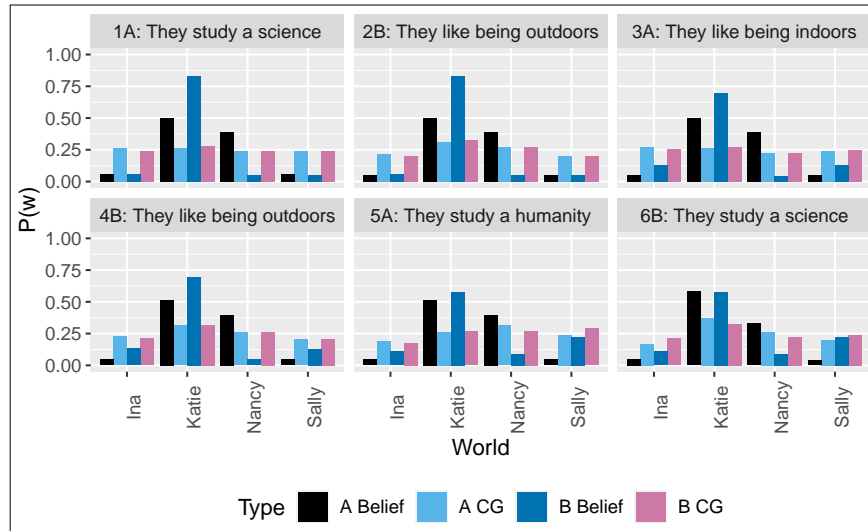 1A: They study a science 2B: They like being outdoors 3A: They like being indoors
1.00
0.75
0.50
0.25
0.00
4B: They like being outdoors 5A: They study a humanity 6B: They study a science
1.00
0.75
0.50
0.25
0.00
P(w)
Ina Katie Nancy Sally Ina Katie Nancy Sally Ina Katie Nancy Sally
World
Type A Belief A CG B Belief B CG